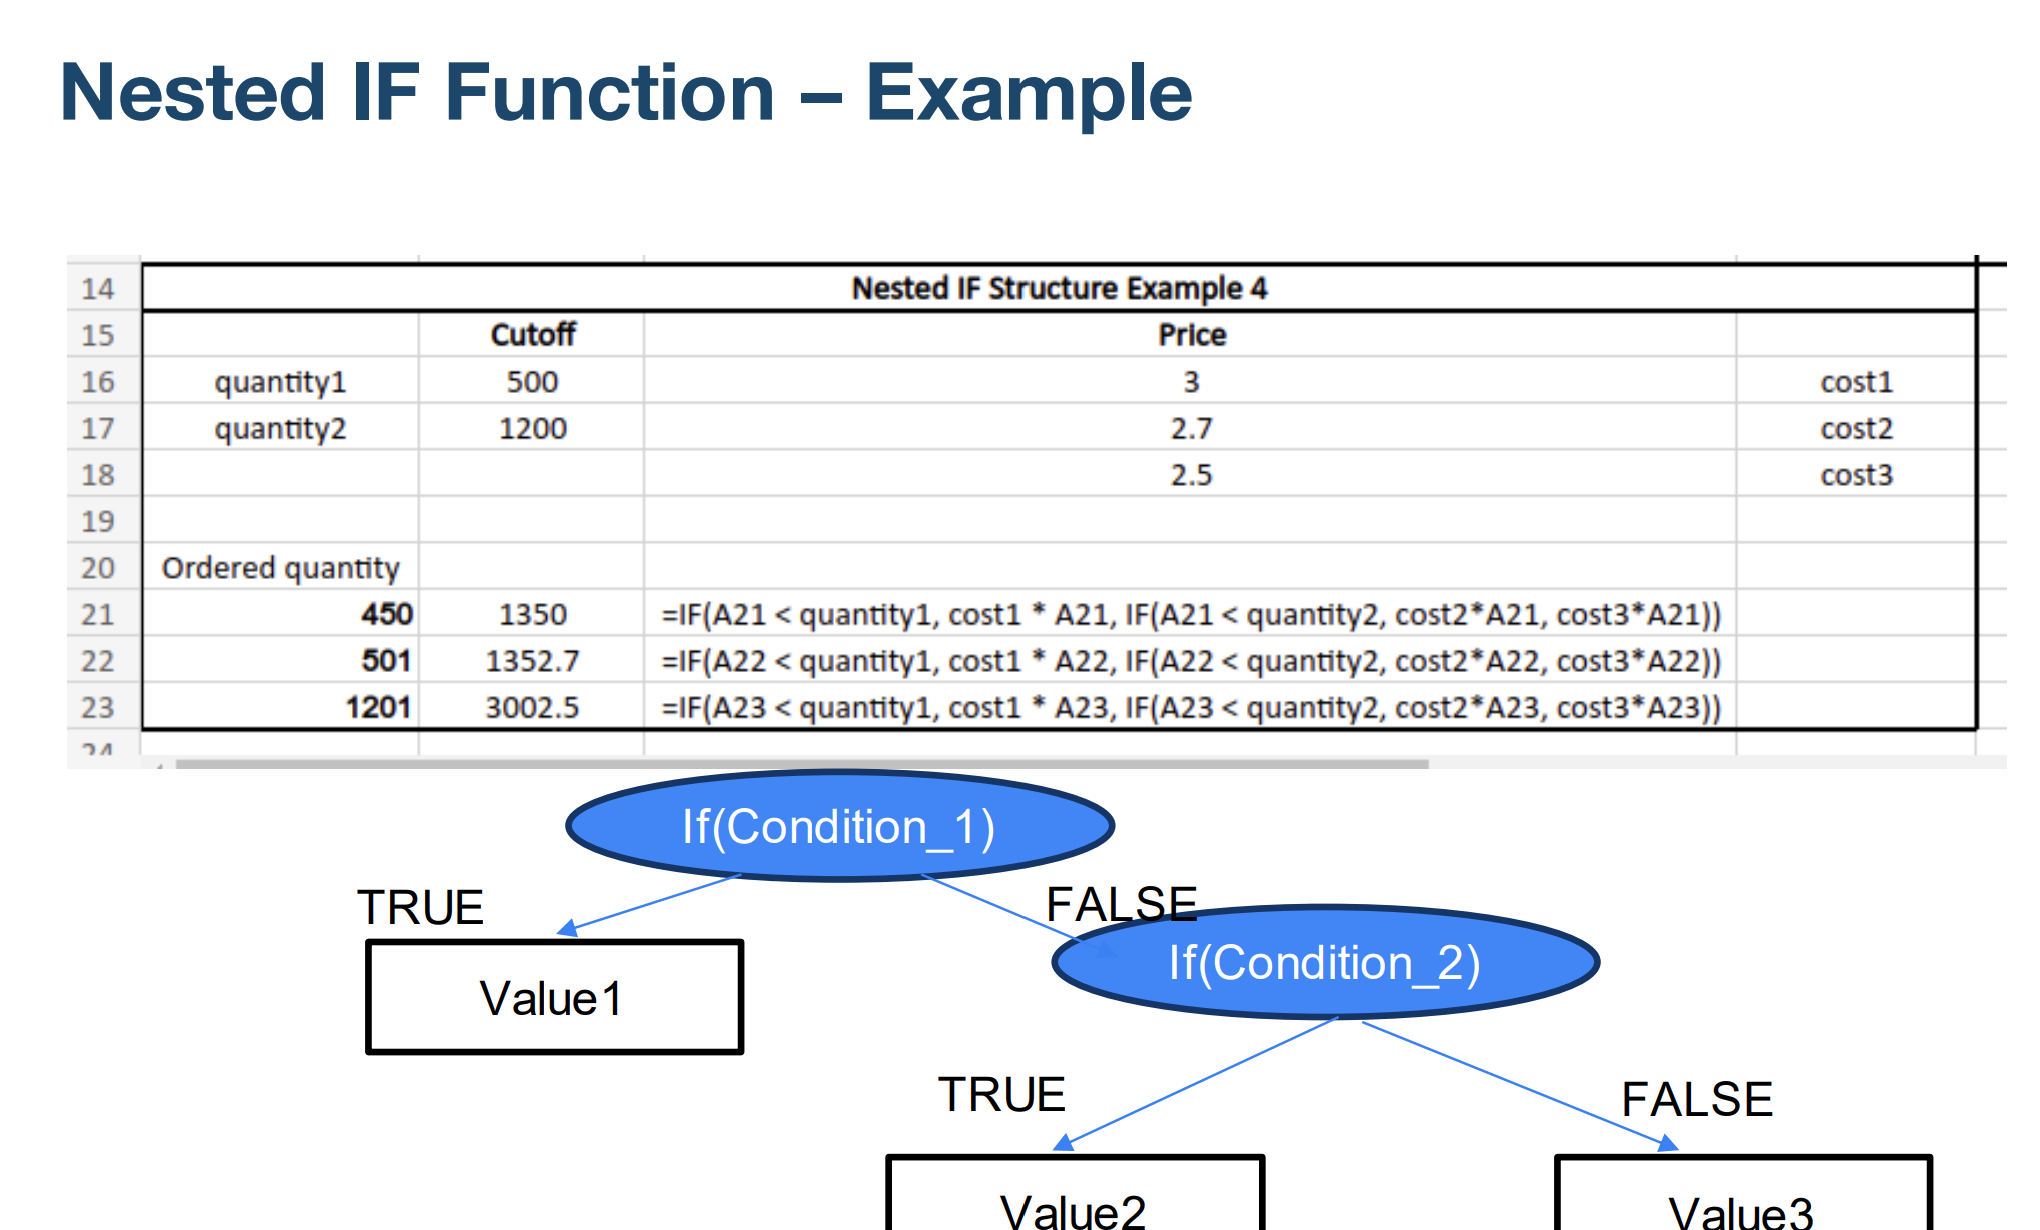 Nested IF Function – Example
14 Nested IF Structure Example 4
15 Cutoff Price
16 quantity1 500 3 cost1
17 quantity2 1200 2.7 cost2
18 2.5 cost3
19
20 Ordered quantity
21 450 1350 =IF(A21 < quantity1, cost1 * A21, IF(A21 < quantity2, cost2*A21, cost3*A21))
22 501 1352.7 =IF(A22 < quantity1, cost1 * A22, IF(A22 < quantity2, cost2*A22, cost3*A22))
23 1201 3002.5 =IF(A23 < quantity1, cost1 * A23, IF(A23 < quantity2, cost2*A23, cost3*A23))
24
If(Condition_1)
TRUE FALSE
If(Condition_2)
Value1
TRUE FALSE
Value2 Value3